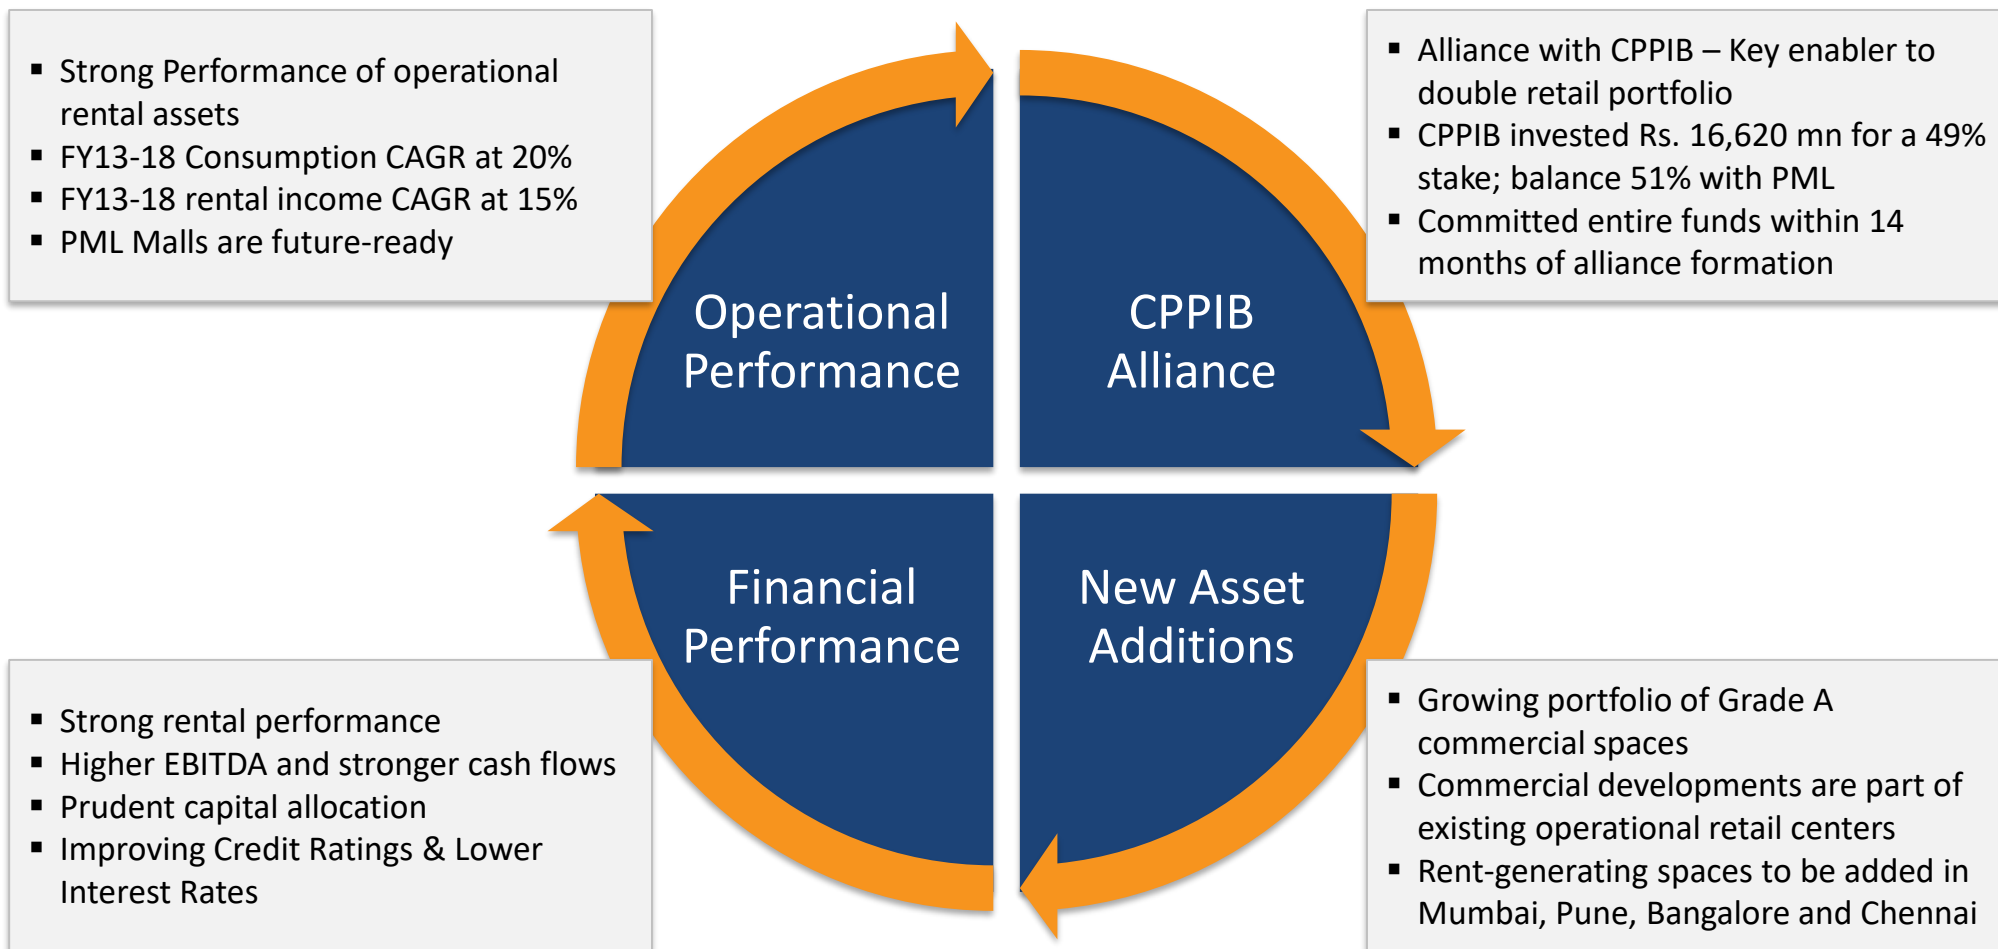 ▪ Strong Performance of operational
rental assets
▪ FY13-18 Consumption CAGR at 20%
▪ FY13-18 rental income CAGR at 15%
▪ PML Malls are future-ready
▪ Alliance with CPPIB – Key enabler to
double retail portfolio
▪ CPPIB invested Rs. 16,620 mn for a 49%
stake; balance 51% with PML
▪ Committed entire funds within 14
months of alliance formation
Operational
Performance
CPPIB
Alliance
Financial
Performance
New Asset
Additions
▪ Strong rental performance
▪ Higher EBITDA and stronger cash flows
▪ Prudent capital allocation
▪ Improving Credit Ratings & Lower
Interest Rates
▪ Growing portfolio of Grade A
commercial spaces
▪ Commercial developments are part of
existing operational retail centers
▪ Rent-generating spaces to be added in
Mumbai, Pune, Bangalore and Chennai